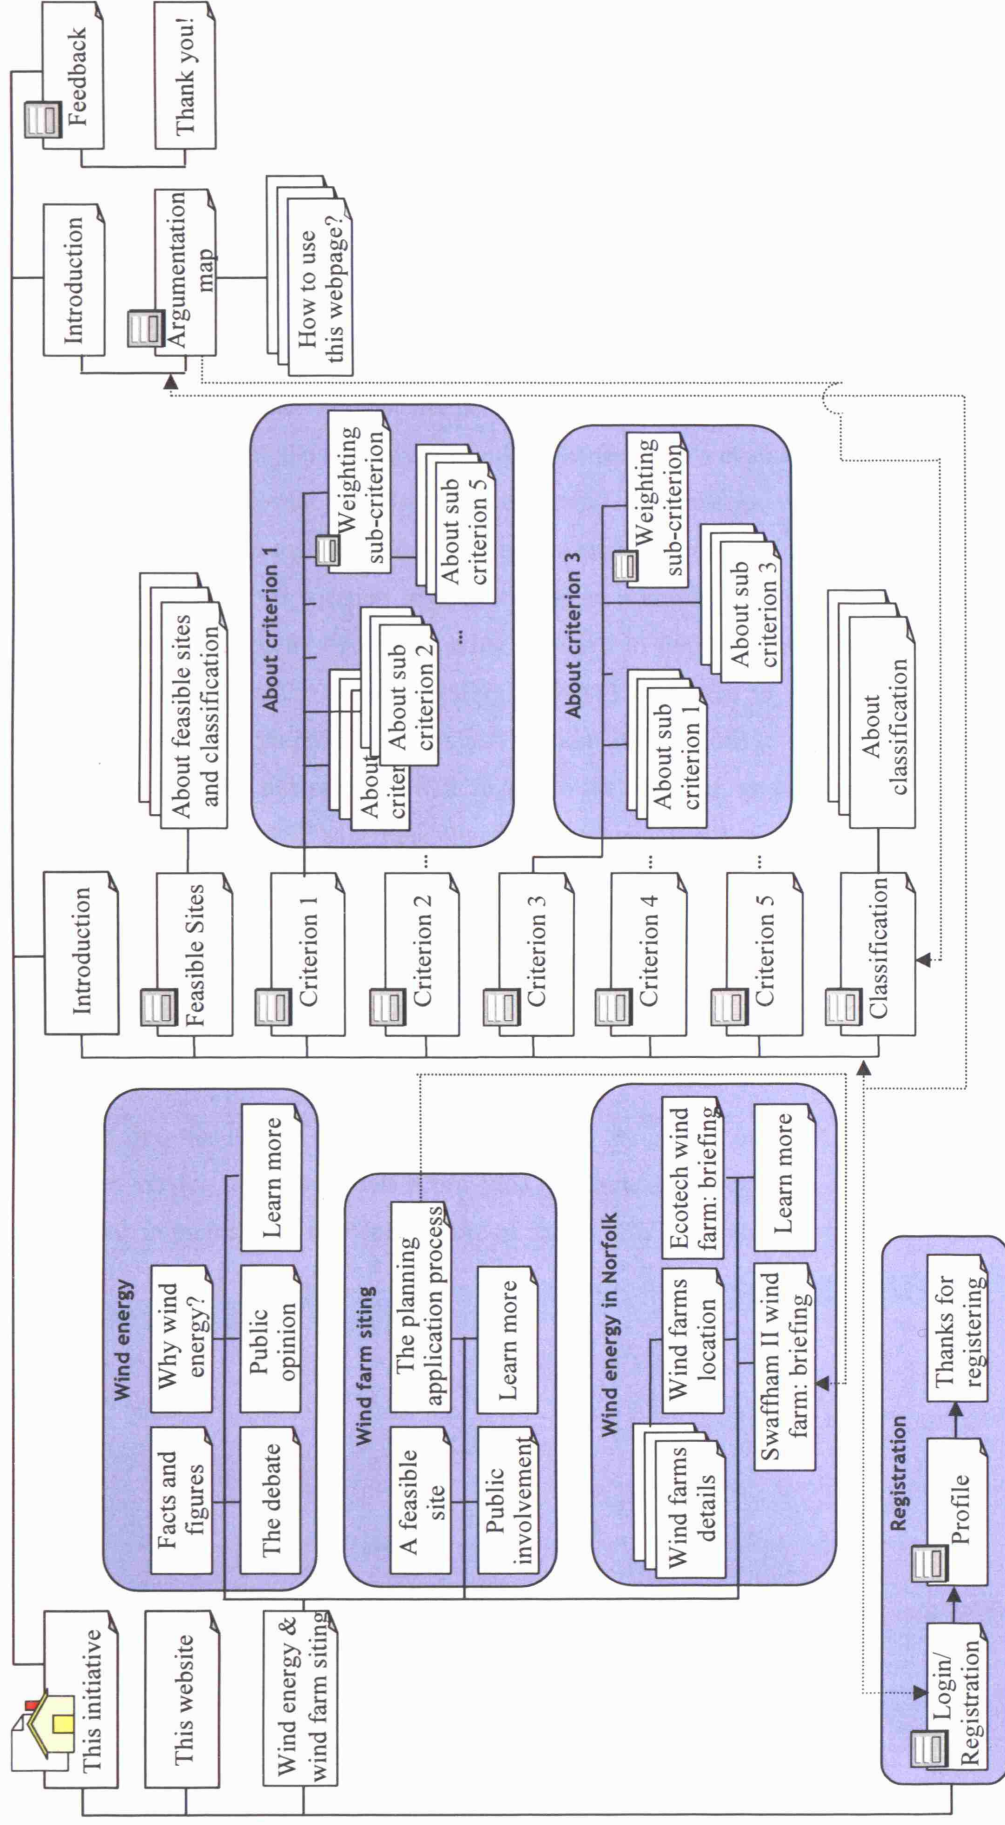 This initiative
This website
Wind energy &
wind farm siting
Wind energy
Facts and
figures
Why wind
energy?
The debate
Public
opinion
Learn more
Wind farm siting
A feasible
site
The planning
application process
Public
involvement
Learn more
Wind energy in Norfolk
Wind farms
details
Wind farms
location
Ecotech wind
farm: briefing
Swaffham II wind
farm: briefing
Learn more
Registration
Login/
Registration
Profile
Thanks for
registering
Introduction
Feasible Sites
About feasible sites
and classification
Criterion 1
Criterion 2
...
Criterion 3
Criterion 4
...
Criterion 5
...
Classification
About
classification
About criterion 1
About
criter
About sub
criterion 2
...
About sub
criterion 5
Weighting
sub-criterion
About criterion 3
About sub
criterion 1
About sub
criterion 3
Weighting
sub-criterion
Introduction
Argumentation
map
How to use
this webpage?
Feedback
Thank you!